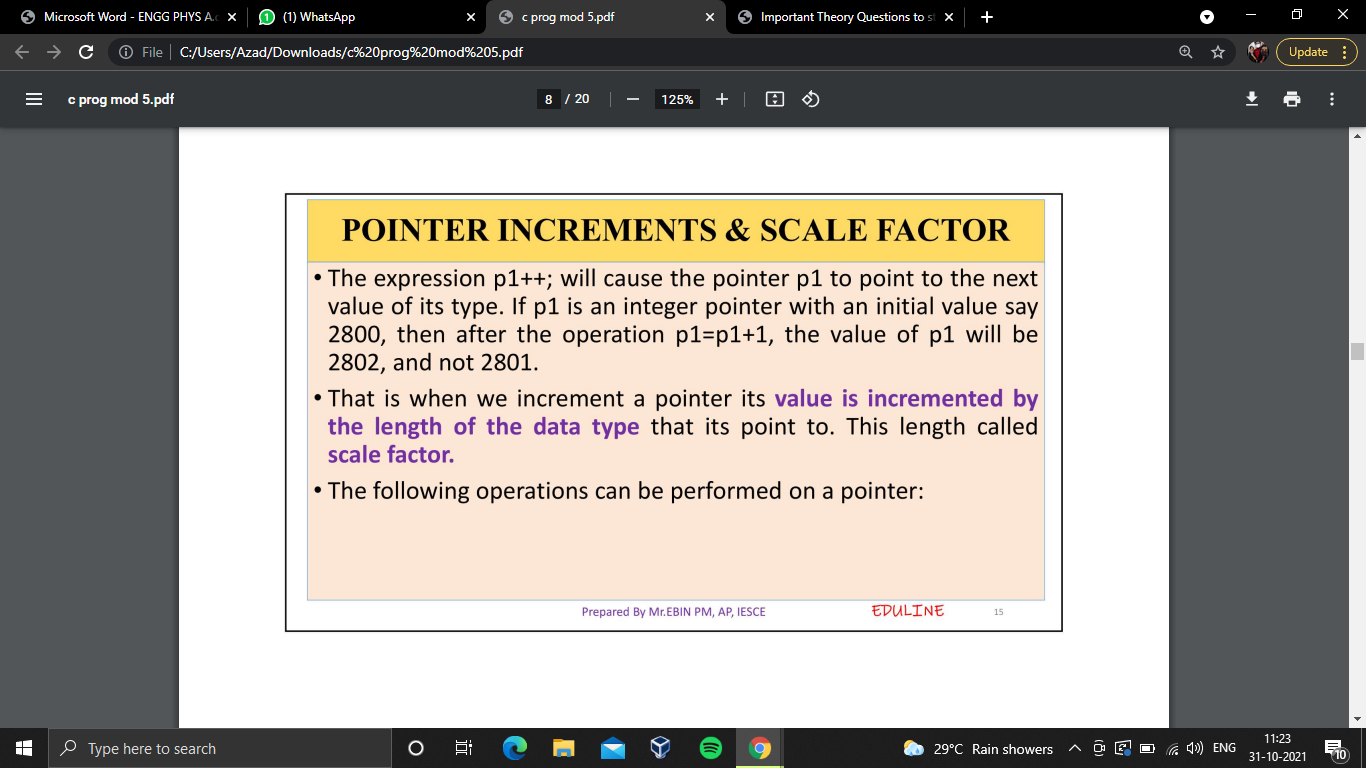 Microsoft Word - ENGG PHYS A.c
(1) WhatsApp
c prog mod 5.pdf
Important Theory Questions to st
File C:/Users/Azad/Downloads/c%20prog%20mod%205.pdf
Update
c prog mod 5.pdf
8 / 20
125%
POINTER INCREMENTS & SCALE FACTOR
• The expression p1++; will cause the pointer p1 to point to the next
value of its type. If p1 is an integer pointer with an initial value say
2800, then after the operation p1=p1+1, the value of p1 will be
2802, and not 2801.
• That is when we increment a pointer its value is incremented by
the length of the data type that its point to. This length called
scale factor.
• The following operations can be performed on a pointer:
Prepared By Mr.EBIN PM, AP, IESCE
EDULINE
15
Type here to search
29°C Rain showers
ENG
11:23
31-10-2021
10